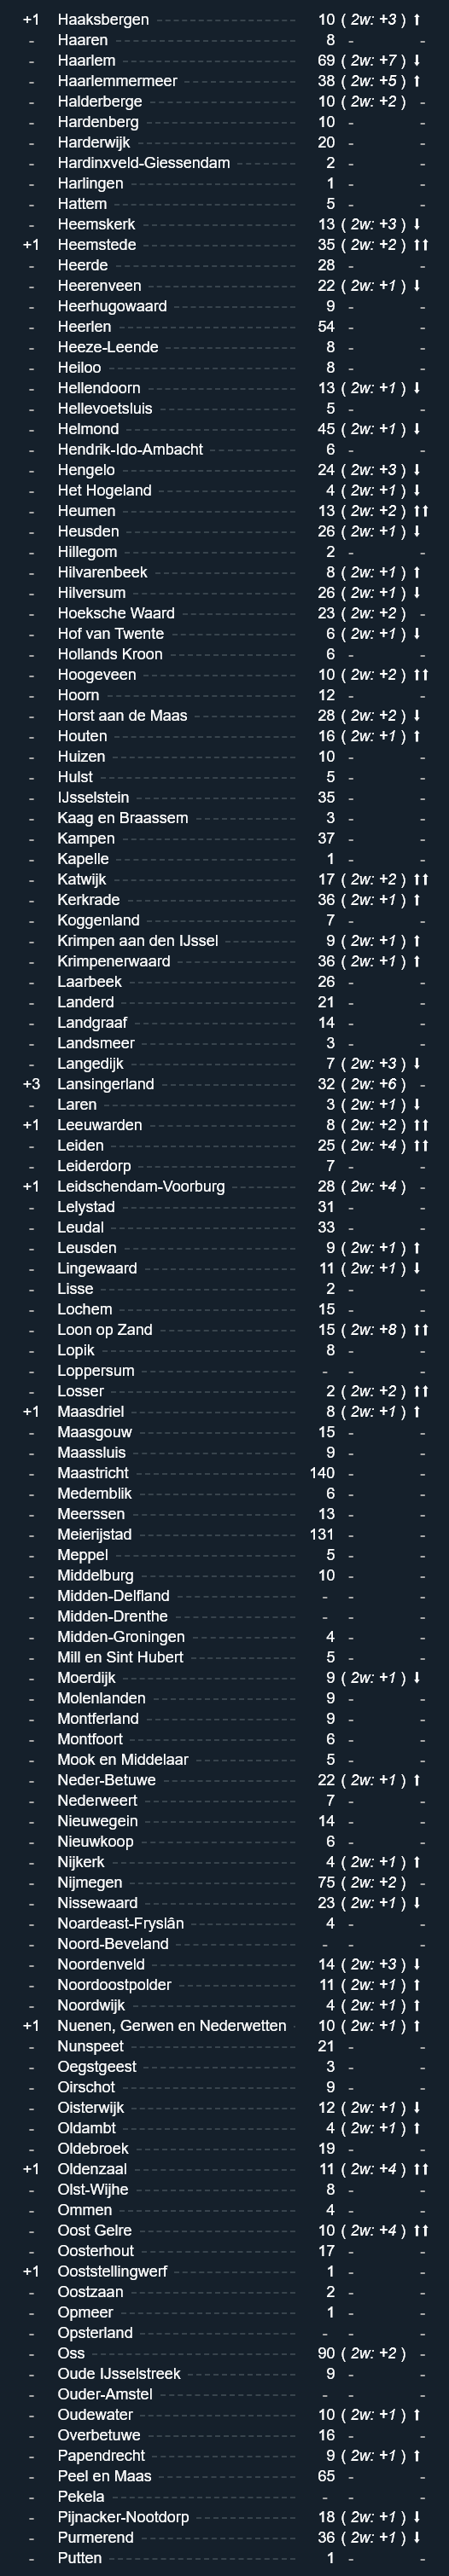 +1 Haaksbergen 10 ( 2w: +3 ) ⬆
- Haaren 8 - -
- Haarlem 69 ( 2w: +7 ) ⬇
- Haarlemmermeer 38 ( 2w: +5 ) ⬆
- Halderberge 10 ( 2w: +2 ) -
- Hardenberg 10 - -
- Harderwijk 20 - -
- Hardinxveld-Giessendam 2 - -
- Harlingen 1 - -
- Hattem 5 - -
- Heemskerk 13 ( 2w: +3 ) ⬇
+1 Heemstede 35 ( 2w: +2 ) ⬆⬆
- Heerde 28 - -
- Heerenveen 22 ( 2w: +1 ) ⬇
- Heerhugowaard 9 - -
- Heerlen 54 - -
- Heeze-Leende 8 - -
- Heiloo 8 - -
- Hellendoorn 13 ( 2w: +1 ) ⬇
- Hellevoetsluis 5 - -
- Helmond 45 ( 2w: +1 ) ⬇
- Hendrik-Ido-Ambacht 6 - -
- Hengelo 24 ( 2w: +3 ) ⬇
- Het Hogeland 4 ( 2w: +1 ) ⬇
- Heumen 13 ( 2w: +2 ) ⬆⬆
- Heusden 26 ( 2w: +1 ) ⬇
- Hillegom 2 - -
- Hilvarenbeek 8 ( 2w: +1 ) ⬆
- Hilversum 26 ( 2w: +1 ) ⬇
- Hoeksche Waard 23 ( 2w: +2 ) -
- Hof van Twente 6 ( 2w: +1 ) ⬇
- Hollands Kroon 6 - -
- Hoogeveen 10 ( 2w: +2 ) ⬆⬆
- Hoorn 12 - -
- Horst aan de Maas 28 ( 2w: +2 ) ⬇
- Houten 16 ( 2w: +1 ) ⬆
- Huizen 10 - -
- Hulst 5 - -
- IJsselstein 35 - -
- Kaag en Braassem 3 - -
- Kampen 37 - -
- Kapelle 1 - -
- Katwijk 17 ( 2w: +2 ) ⬆⬆
- Kerkrade 36 ( 2w: +1 ) ⬆
- Koggenland 7 - -
- Krimpen aan den IJssel 9 ( 2w: +1 ) ⬆
- Krimpenerwaard 36 ( 2w: +1 ) ⬆
- Laarbeek 26 - -
- Landerd 21 - -
- Landgraaf 14 - -
- Landsmeer 3 - -
- Langedijk 7 ( 2w: +3 ) ⬇
+3 Lansingerland 32 ( 2w: +6 ) -
- Laren 3 ( 2w: +1 ) ⬇
+1 Leeuwarden 8 ( 2w: +2 ) ⬆⬆
- Leiden 25 ( 2w: +4 ) ⬆⬆
- Leiderdorp 7 - -
+1 Leidschendam-Voorburg 28 ( 2w: +4 ) -
- Lelystad 31 - -
- Leudal 33 - -
- Leusden 9 ( 2w: +1 ) ⬆
- Lingewaard 11 ( 2w: +1 ) ⬇
- Lisse 2 - -
- Lochem 15 - -
- Loon op Zand 15 ( 2w: +8 ) ⬆⬆
- Lopik 8 - -
- Loppersum - - -
- Losser 2 ( 2w: +2 ) ⬆⬆
+1 Maasdriel 8 ( 2w: +1 ) ⬆
- Maasgouw 15 - -
- Maassluis 9 - -
- Maastricht 140 - -
- Medemblik 6 - -
- Meerssen 13 - -
- Meierijstad 131 - -
- Meppel 5 - -
- Middelburg 10 - -
- Midden-Delfland - - -
- Midden-Drenthe - - -
- Midden-Groningen 4 - -
- Mill en Sint Hubert 5 - -
- Moerdijk 9 ( 2w: +1 ) ⬇
- Molenlanden 9 - -
- Montferland 9 - -
- Montfoort 6 - -
- Mook en Middelaar 5 - -
- Neder-Betuwe 22 ( 2w: +1 ) ⬆
- Nederweert 7 - -
- Nieuwegein 14 - -
- Nieuwkoop 6 - -
- Nijkerk 4 ( 2w: +1 ) ⬆
- Nijmegen 75 ( 2w: +2 ) -
- Nissewaard 23 ( 2w: +1 ) ⬇
- Noardeast-Fryslân 4 - -
- Noord-Beveland - - -
- Noordenveld 14 ( 2w: +3 ) ⬇
- Noordoostpolder 11 ( 2w: +1 ) ⬆
- Noordwijk 4 ( 2w: +1 ) ⬆
+1 Nuenen, Gerwen en Nederwetten 10 ( 2w: +1 ) ⬆
- Nunspeet 21 - -
- Oegstgeest 3 - -
- Oirschot 9 - -
- Oisterwijk 12 ( 2w: +1 ) ⬇
- Oldambt 4 ( 2w: +1 ) ⬆
- Oldebroek 19 - -
+1 Oldenzaal 11 ( 2w: +4 ) ⬆⬆
- Olst-Wijhe 8 - -
- Ommen 4 - -
- Oost Gelre 10 ( 2w: +4 ) ⬆⬆
- Oosterhout 17 - -
+1 Ooststellingwerf 1 - -
- Oostzaan 2 - -
- Opmeer 1 - -
- Opsterland - - -
- Oss 90 ( 2w: +2 ) -
- Oude IJsselstreek 9 - -
- Ouder-Amstel - - -
- Oudewater 10 ( 2w: +1 ) ⬆
- Overbetuwe 16 - -
- Papendrecht 9 ( 2w: +1 ) ⬆
- Peel en Maas 65 - -
- Pekela - - -
- Pijnacker-Nootdorp 18 ( 2w: +1 ) ⬇
- Purmerend 36 ( 2w: +1 ) ⬇
- Putten 1 - -